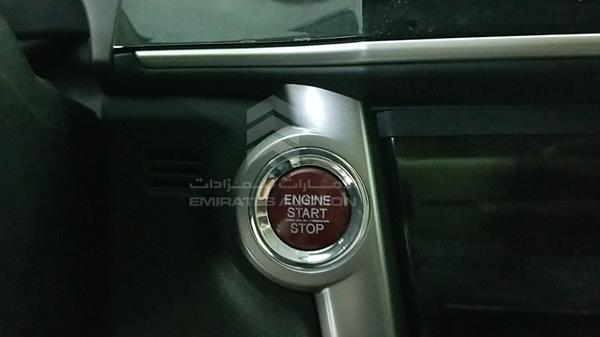 الإمارات للمزادات
EMIRATES AUCTION
ENGINE
START
STOP